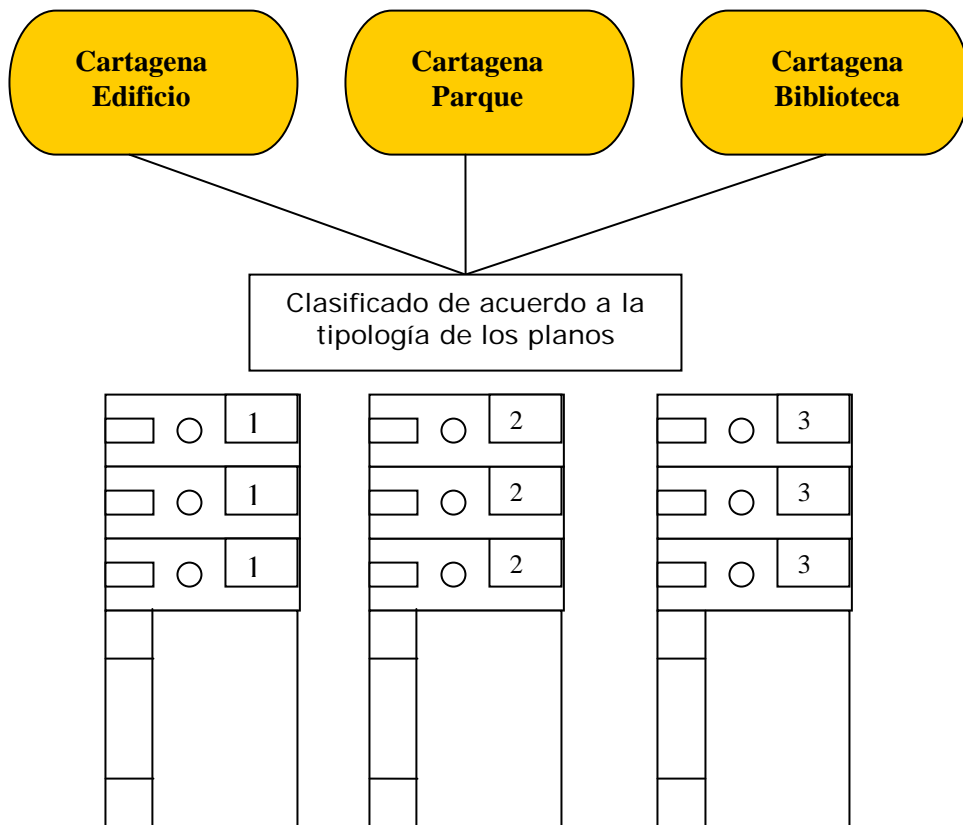 Cartagena
Edificio
Cartagena
Parque
Cartagena
Biblioteca
Clasificado de acuerdo a la
tipología de los planos
1
2
3
1
2
3
1
2
3